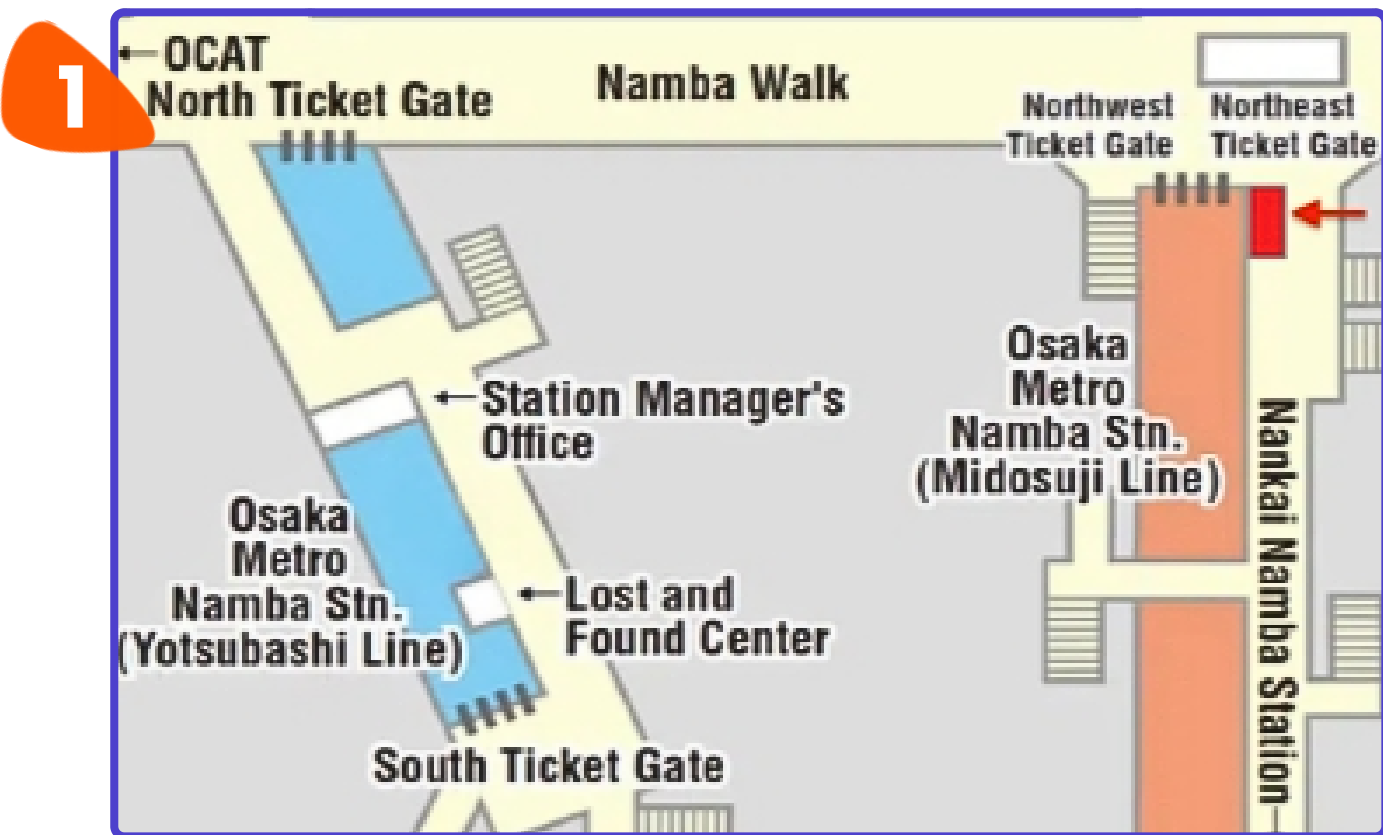 1
←OCAT
North Ticket Gate
Namba Walk
Northwest
Ticket Gate
Northeast
Ticket Gate
←Station Manager's
Office
Osaka
Metro
Namba Stn.
(Midosuji Line)
Nankai Namba Station
Osaka
Metro
Namba Stn.
(Yotsubashi Line)
←Lost and
Found Center
South Ticket Gate